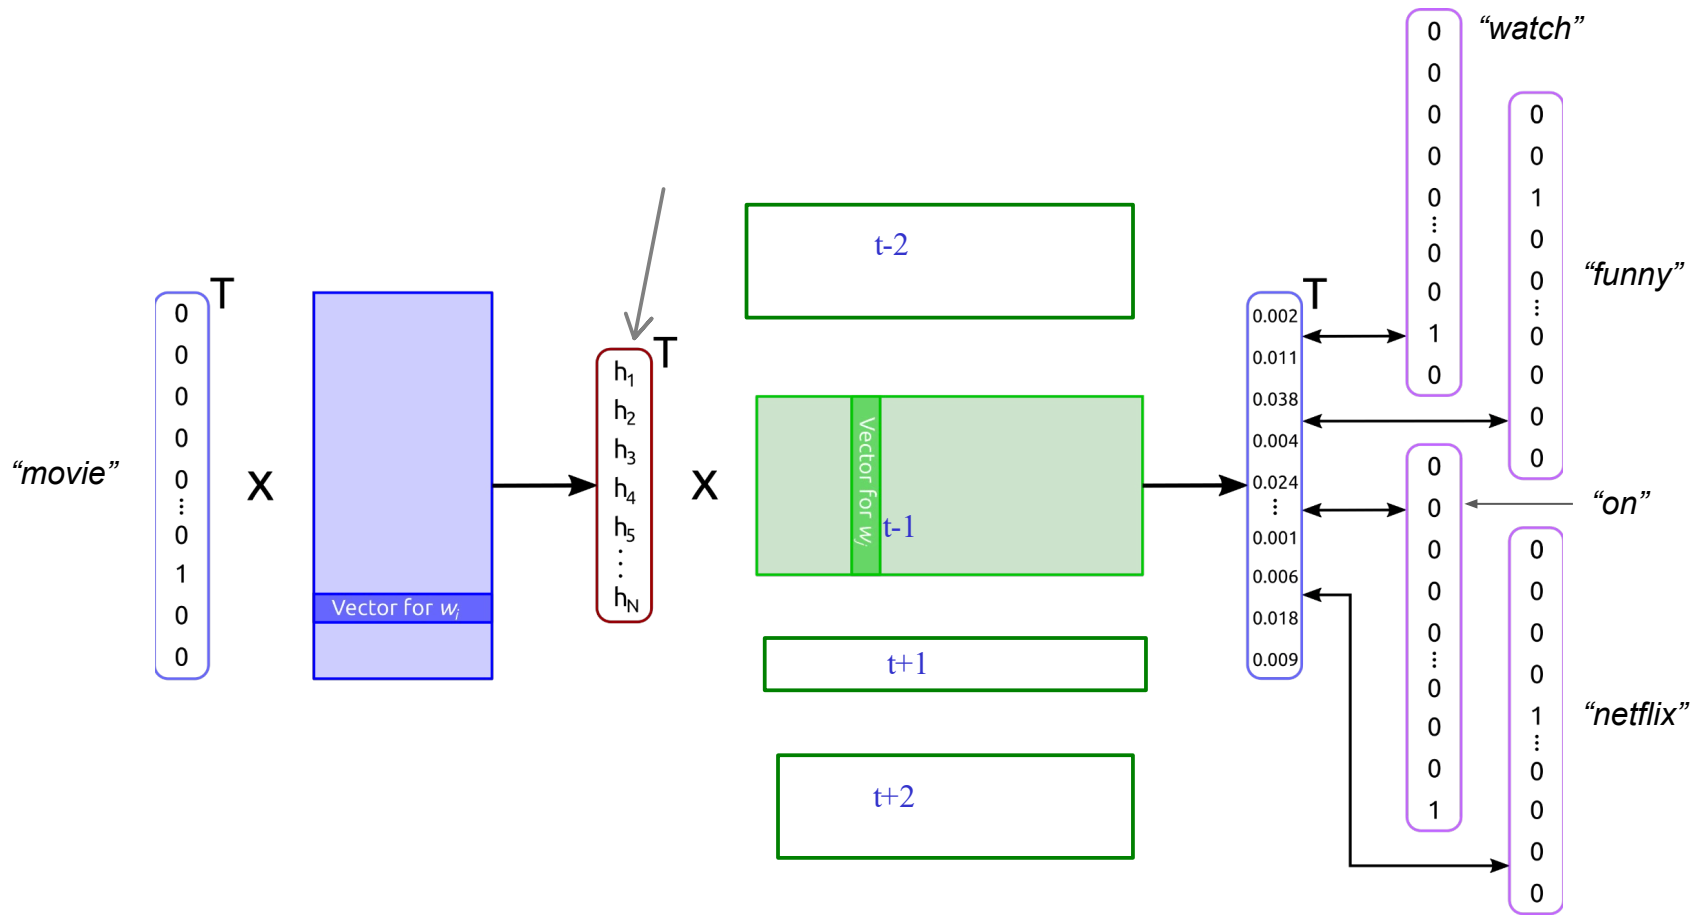 “movie”
0
0
0
0
0
⋮
0
1
0
0
T
X
Vector for wᵢ
h₁
h₂
h₃
h₄
h₅
⋮
h_N
T
X
t-2
Vector for wⱼ
t-1
t+1
t+2
0.002
0.011
0.038
0.004
0.024
⋮
0.001
0.006
0.018
0.009
T
0
0
0
0
0
⋮
0
0
1
0
“watch”
0
0
1
0
0
⋮
0
0
0
0
“funny”
0
0
0
0
0
⋮
0
0
0
1
“on”
0
0
0
0
1
⋮
0
0
0
0
“netflix”